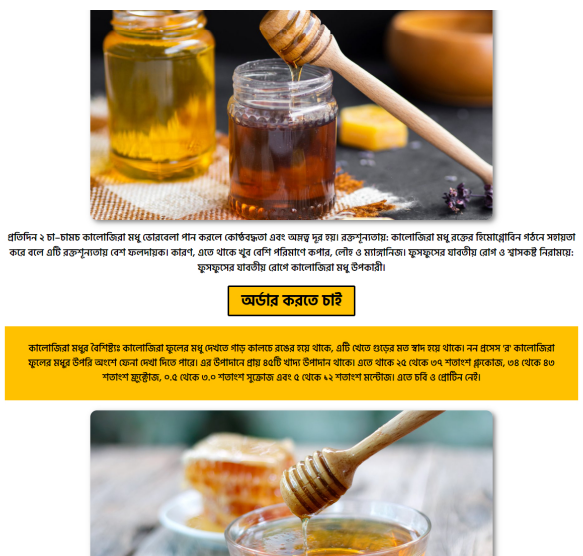 প্রতিদিন ২ চা-চামচ কালোজিরা মধু ভোরবেলা পান করলে কোষ্ঠবদ্ধতা এবং অম্লত্ব দূর হয়। রক্তশূন্যতায়: কালোজিরা মধু রক্তের হিমোগ্লোবিন গঠনে সহায়তা
করে বলে এটি রক্তশূন্যতায় বেশ ফলদায়ক। কারণ, এতে থাকে খুব বেশি পরিমাণে কপার, লৌহ ও ম্যাঙ্গানিজ। ফুসফুসের যাবতীয় রোগ ও শ্বাসকষ্ট নিরাময়ে:
ফুসফুসের যাবতীয় রোগে কালোজিরা মধু উপকারী।
অর্ডার করতে চাই
কালোজিরা মধুর বৈশিষ্ট্যঃ কালোজিরা ফুলের মধু দেখতে গাড় কালচে রঙের হয়ে থাকে, এটি খেতে গুড়ের মত স্বাদ হয়ে থাকে। নন প্রসেস 'র' কালোজিরা
ফুলের মধুর উপরি অংশে ফেনা দেখা দিতে পারে। এর উপাদানে প্রায় ৪৫টি খাদ্য উপাদান থাকে। এতে থাকে ২৫ থেকে ৩৭ শতাংশ গ্লুকোজ, ৩৪ থেকে ৪৩
শতাংশ ফ্রুক্টোজ, ০.৫ থেকে ৩.০ শতাংশ সুক্রোজ এবং ৫ থেকে ১২ শতাংশ মন্টোজ। এতে চর্বি ও প্রোটিন নেই।